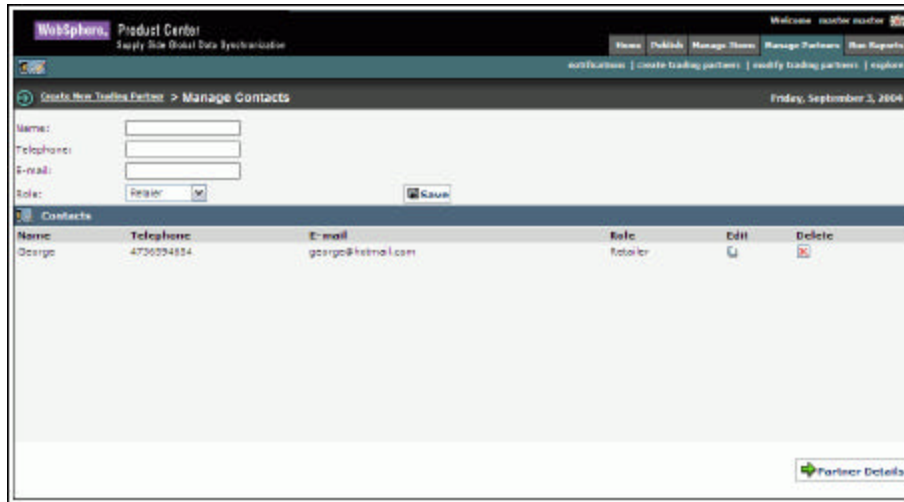 WebSphere. Product Center
Supply Side Global Data Synchronization
Welcome master master
Home Publish Manage Items Manage Partners Run Reports
notifications | create trading partners | modify trading partners | explore
Create New Trading Partner > Manage Contacts
Friday, September 3, 2004
Name:
Telephone:
E-mail:
Role: Retailer
Save
Contacts
Name Telephone E-mail Role Edit Delete
George george@hotmail.com Retailer
Partner Details